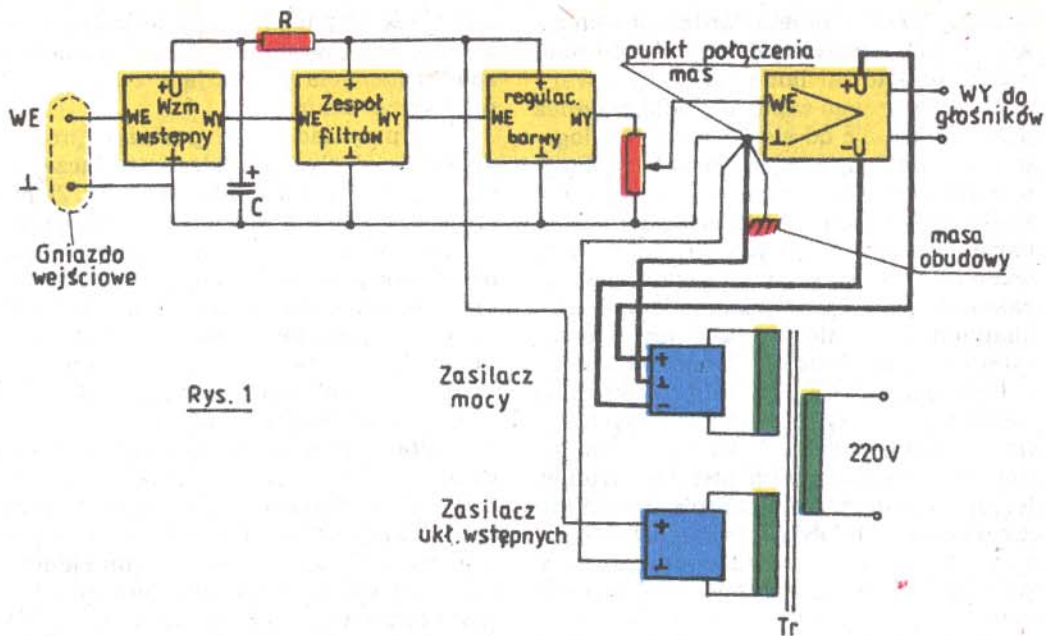 R
punkt połączenia
mas
+U
Wzm
wstępny
WE
WY
⊥
+
Zespół
filtrów
WE
WY
⊥
+
regulac.
barwy
WE
WY
⊥
+U
WE
⊥
-U
WY do
głośników
WE
⊥
+
C
Gniazdo
wejściowe
masa
obudowy
Rys. 1
Zasilacz
mocy
+
⊥
-
220V
Zasilacz
ukł. wstępnych
+
⊥
Tr